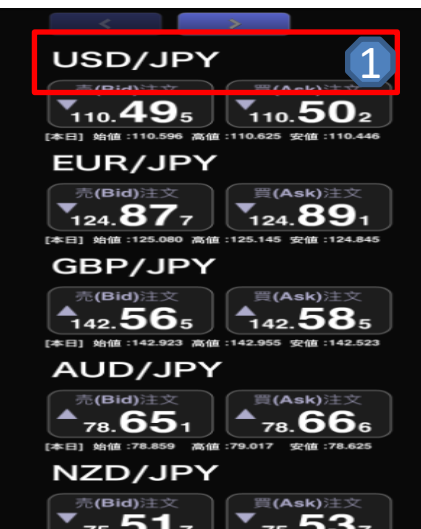 < >
USD/JPY 1
売(Bid)注文 買(Ask)注文
110.495 110.502
[本日] 始値 :110.596 高値 :110.625 安値 :110.446
EUR/JPY
売(Bid)注文 買(Ask)注文
124.877 124.891
[本日] 始値 :125.080 高値 :125.145 安値 :124.845
GBP/JPY
売(Bid)注文 買(Ask)注文
142.565 142.585
[本日] 始値 :142.923 高値 :142.955 安値 :142.523
AUD/JPY
売(Bid)注文 買(Ask)注文
78.651 78.666
[本日] 始値 :78.859 高値 :79.017 安値 :78.625
NZD/JPY
売(Bid)注文 買(Ask)注文
75.517 75.537